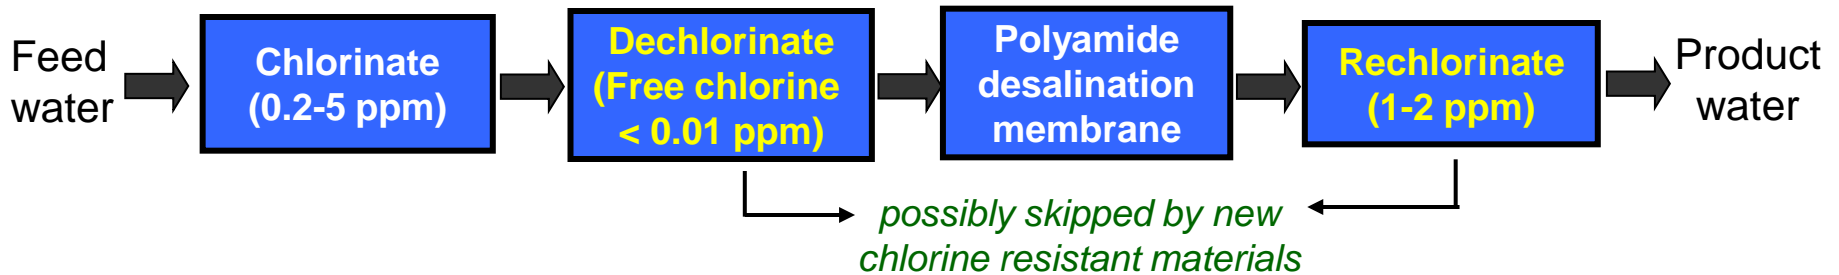 Feed
water
Chlorinate
(0.2-5 ppm)
Dechlorinate
(Free chlorine
< 0.01 ppm)
Polyamide
desalination
membrane
Rechlorinate
(1-2 ppm)
Product
water
possibly skipped by new
chlorine resistant materials